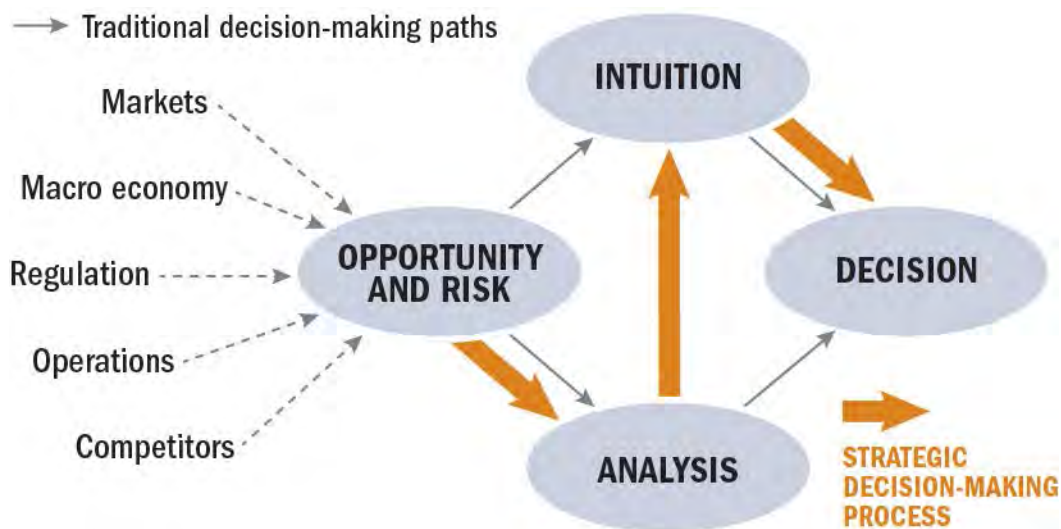 Traditional decision-making paths
Markets
Macro economy
Regulation
Operations
Competitors
OPPORTUNITY
AND RISK
INTUITION
ANALYSIS
DECISION
STRATEGIC
DECISION-MAKING
PROCESS